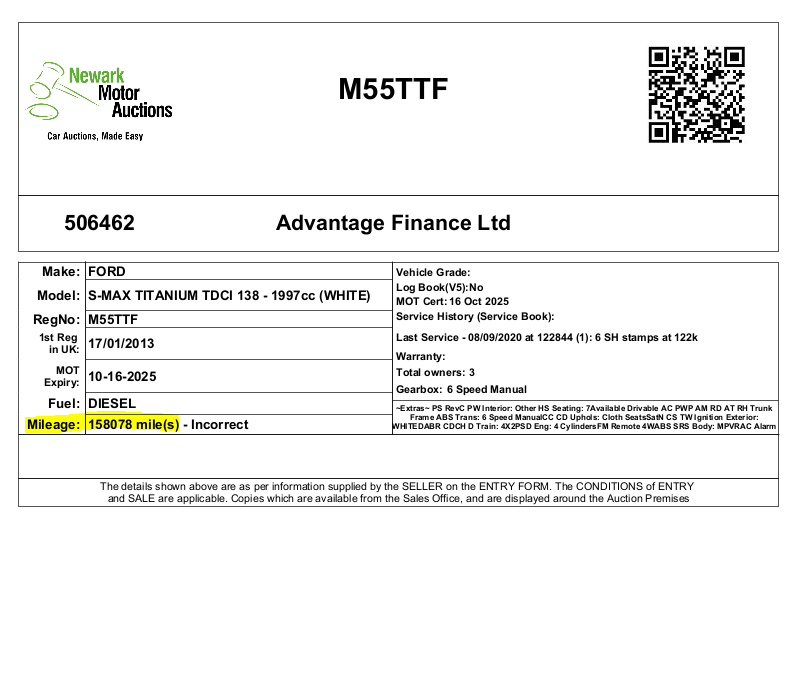 Newark
Motor
Auctions
Car Auctions, Made Easy
M55TTF
506462 Advantage Finance Ltd
Make: FORD
Model: S-MAX TITANIUM TDCI 138 - 1997cc (WHITE)
RegNo: M55TTF
1st Reg
in UK: 17/01/2013
MOT
Expiry: 10-16-2025
Fuel: DIESEL
Mileage: 158078 mile(s) - Incorrect
Vehicle Grade:
Log Book(V5):No
MOT Cert: 16 Oct 2025
Service History (Service Book):
Last Service - 08/09/2020 at 122844 (1): 6 SH stamps at 122k
Warranty:
Total owners: 3
Gearbox: 6 Speed Manual
~Extras~ PS RevC PW Interior: Other HS Seating: 7Available Drivable AC PWP AM RD AT RH Trunk
Frame ABS Trans: 6 Speed ManualCC CD Uphols: Cloth SeatsSatN CS TW Ignition Exterior:
WHITEDABR CDCH D Train: 4X2PSD Eng: 4 CylindersFM Remote 4WABS SRS Body: MPVRAC Alarm
The details shown above are as per information supplied by the SELLER on the ENTRY FORM. The CONDITIONS of ENTRY
and SALE are applicable. Copies which are available from the Sales Office, and are displayed around the Auction Premises